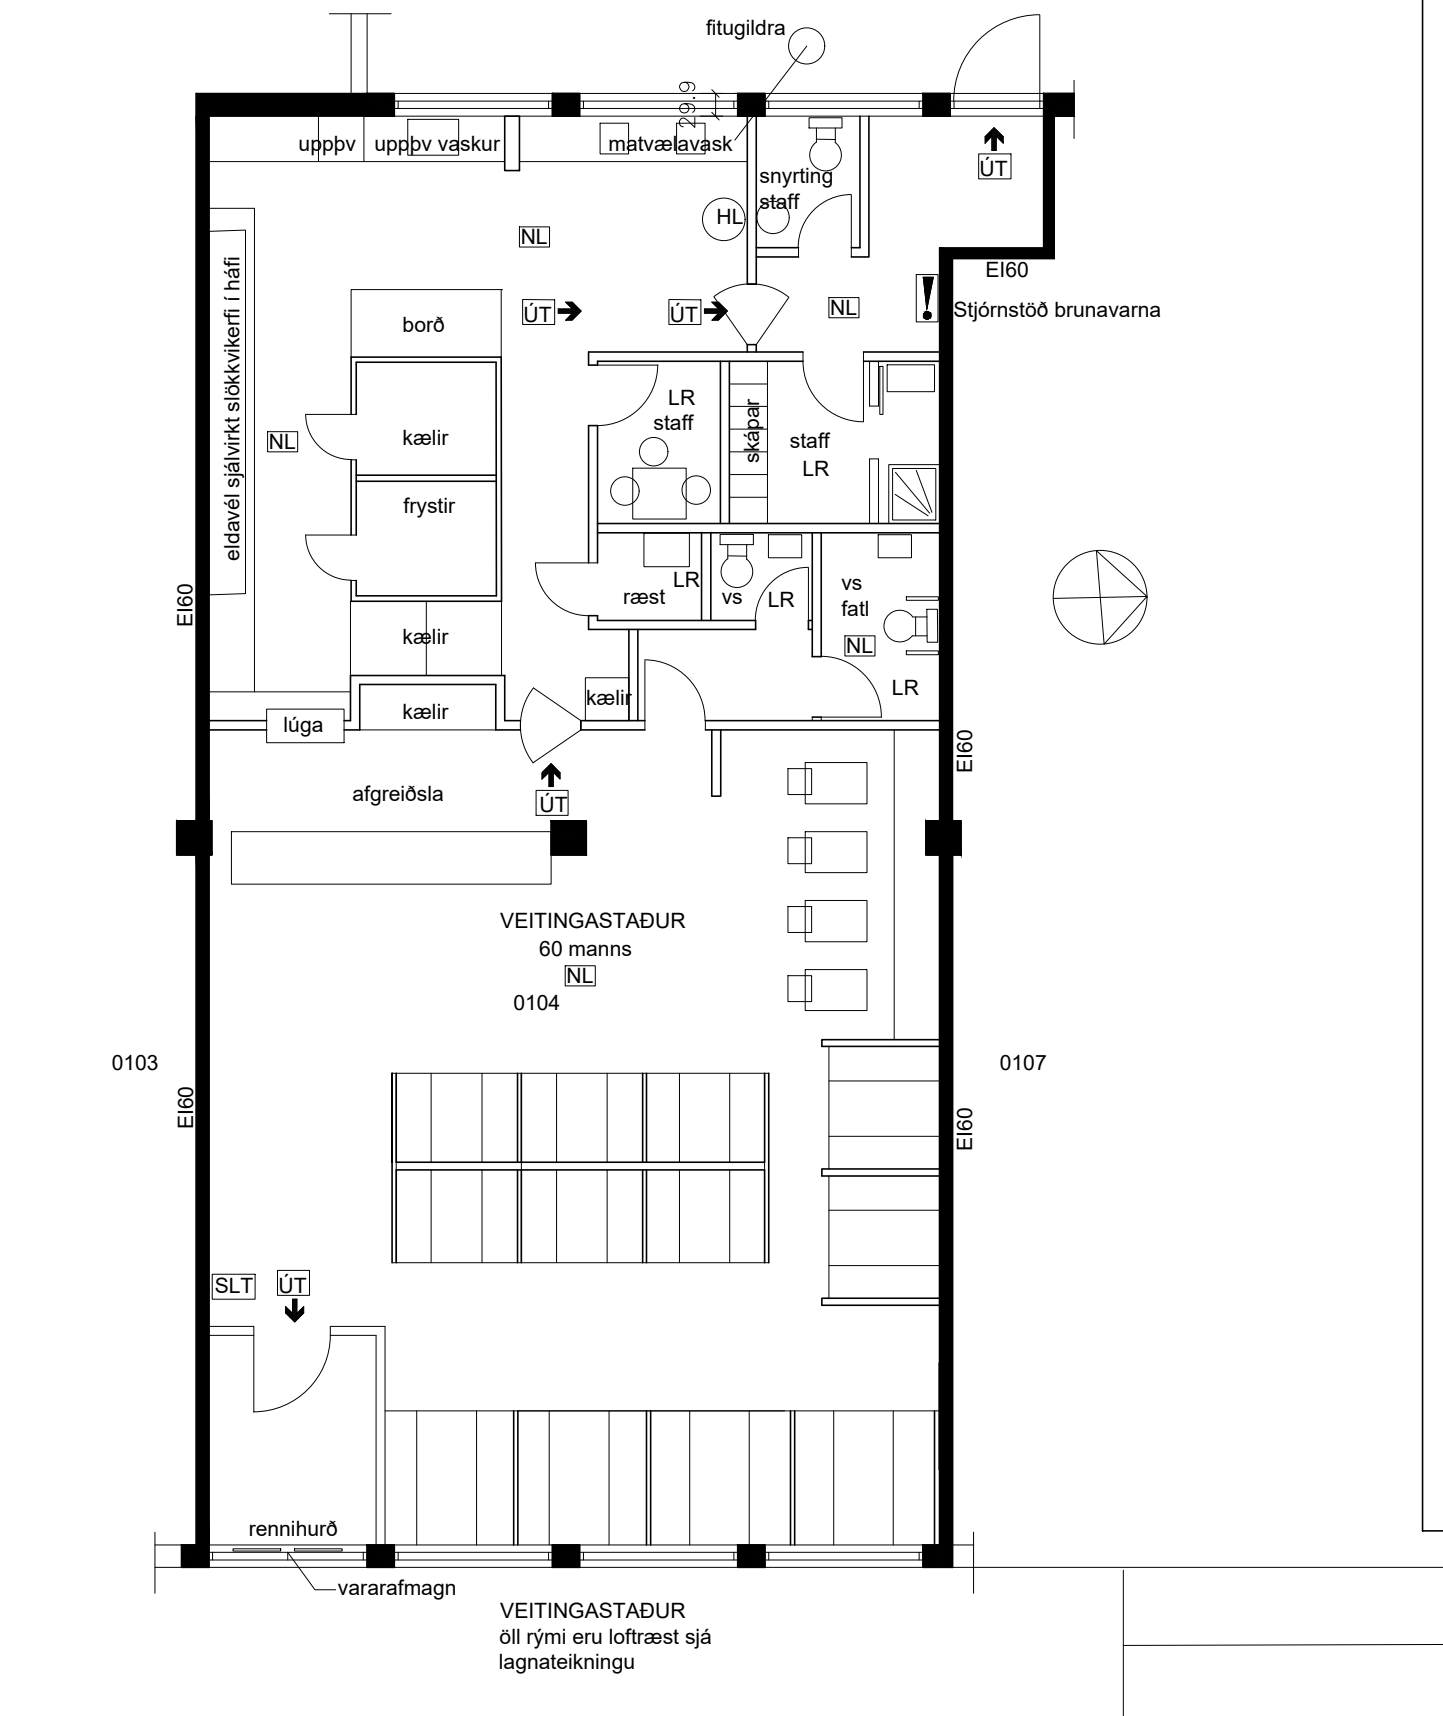 fitugildra
29.9
uppþv
uppþv vaskur
matvælavask
snyrting
staff
HL
ÚT
NL
EI60
Stjórnstöð brunavarna
ÚT
ÚT
NL
borð
eldavél sjálvirkt slökkvikerfi í háfi
NL
kælir
frystir
LR
staff
skápar
staff
LR
ræst
LR
vs
LR
vs
fatl
NL
LR
EI60
kælir
kælir
kælir
lúga
EI60
afgreiðsla
ÚT
VEITINGASTAÐUR
60 manns
NL
0104
0103
0107
EI60
EI60
SLT
ÚT
rennihurð
vararafmagn
VEITINGASTAÐUR
öll rými eru loftræst sjá
lagnateikningu